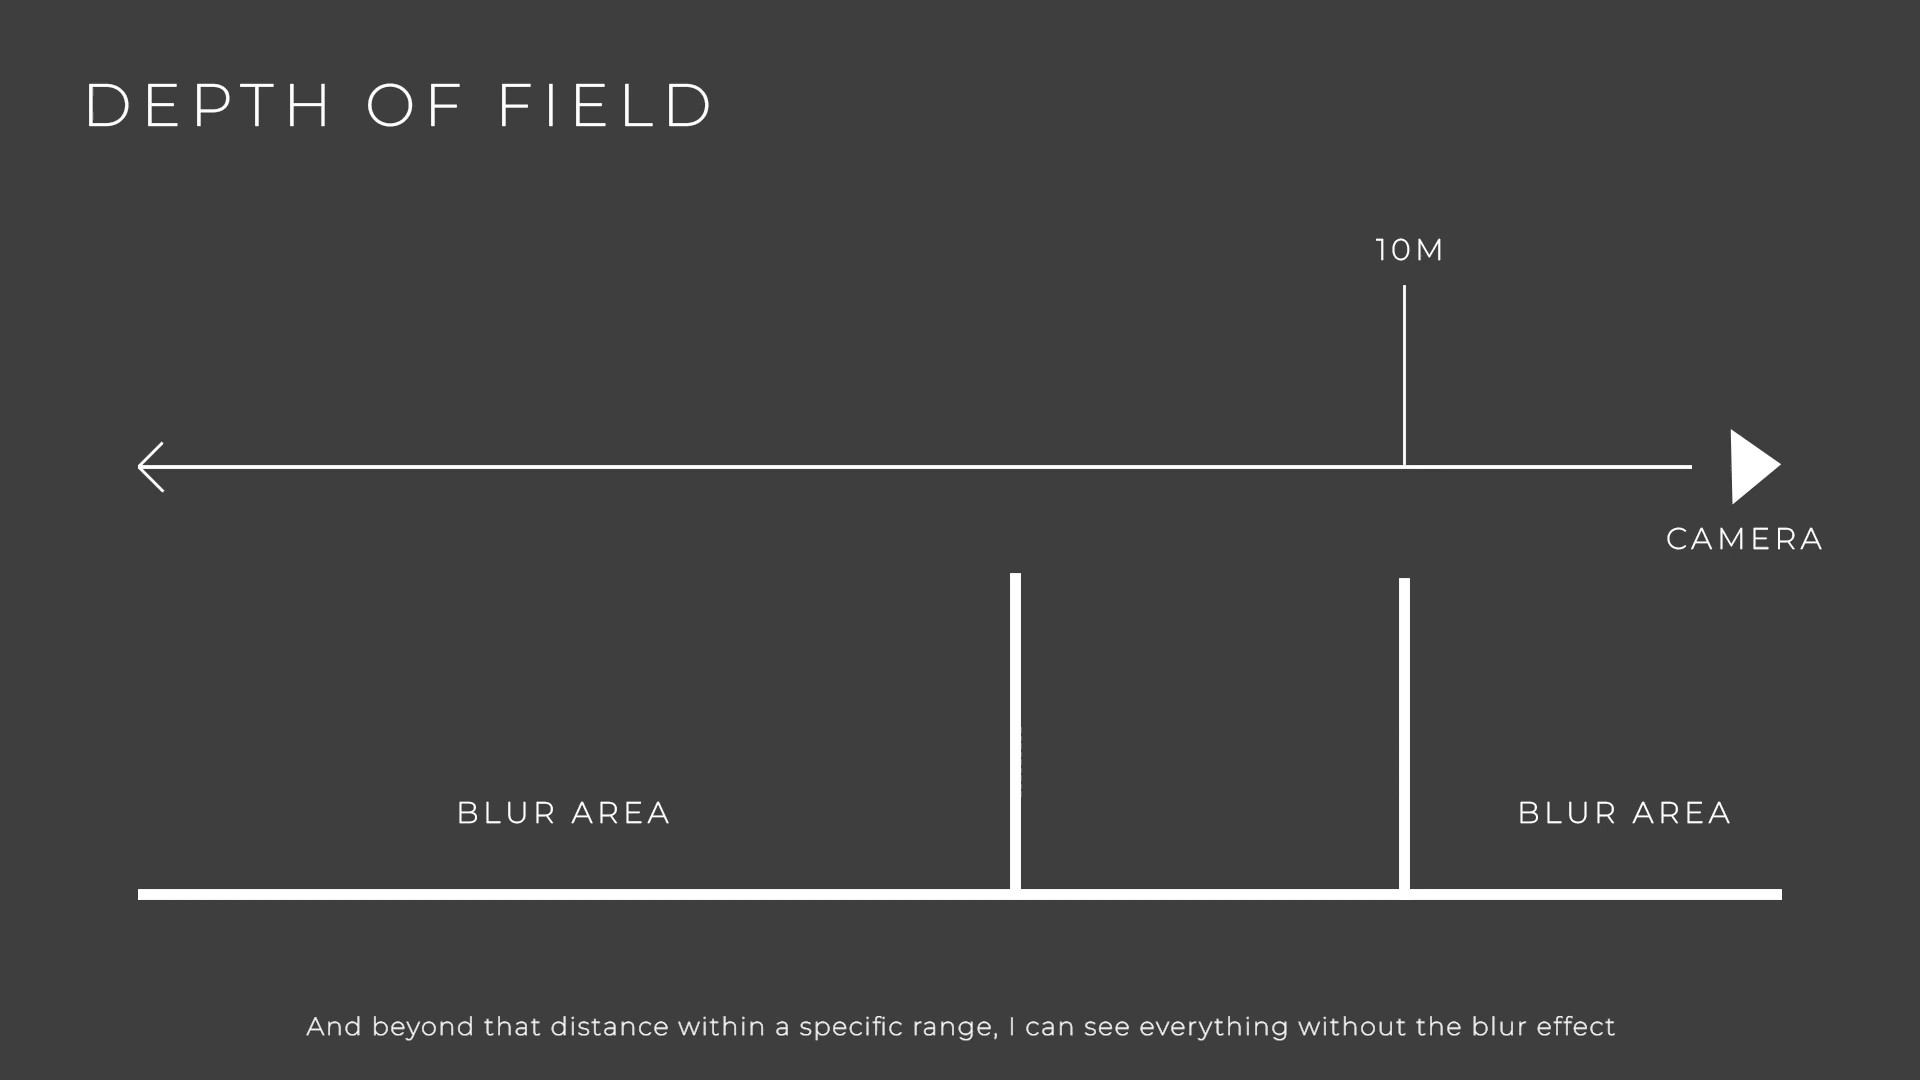 DEPTH OF FIELD
10M
CAMERA
BLUR AREA
BLUR AREA
And beyond that distance within a specific range, I can see everything without the blur effect